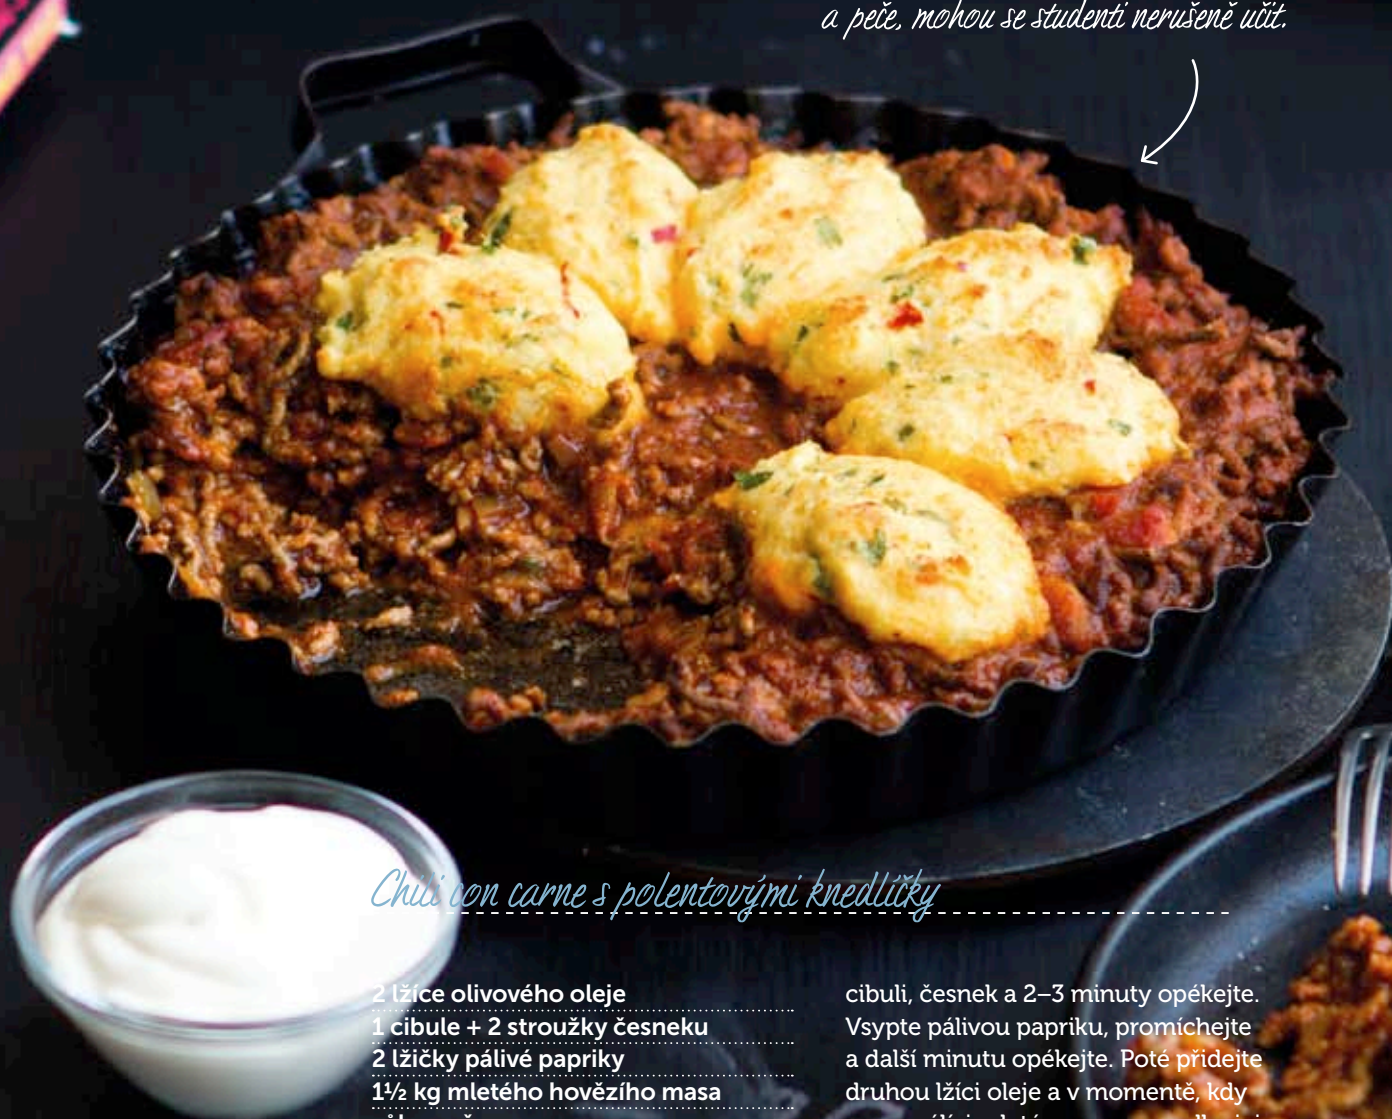 a peče, mohou se studenti nerušeně učit.
Chili con carne s polentovými knedlíčky
2 lžíce olivového oleje
1 cibule + 2 stroužky česneku
2 lžičky pálivé papriky
1½ kg mletého hovězího masa
cibuli, česnek a 2–3 minuty opékejte.
Vsypte pálivou papriku, promíchejte
a další minutu opékejte. Poté přidejte
druhou lžíci oleje a v momentě, kdy